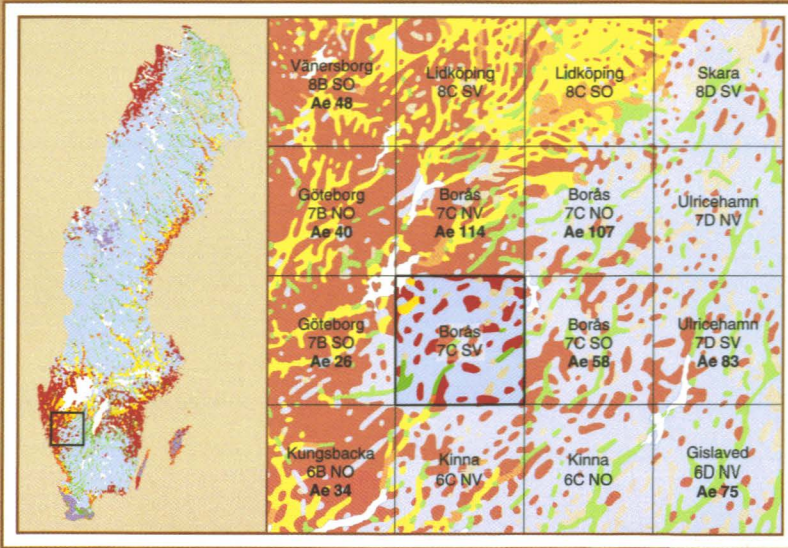 Vänersborg
8B SO
Ae 48
Lidköping
8C SV
Lidköping
8C SO
Skara
8D SV
Göteborg
7B NO
Ae 40
Borås
7C NV
Ae 114
Borås
7C NO
Ae 107
Ulricehamn
7D NV
Göteborg
7B SO
Ae 26
Borås
7C SV
Borås
7C SO
Ae 58
Ulricehamn
7D SV
Ae 83
Kungsbacka
6B NO
Ae 34
Kinna
6C NV
Kinna
6C NO
Gislaved
6D NV
Ae 75